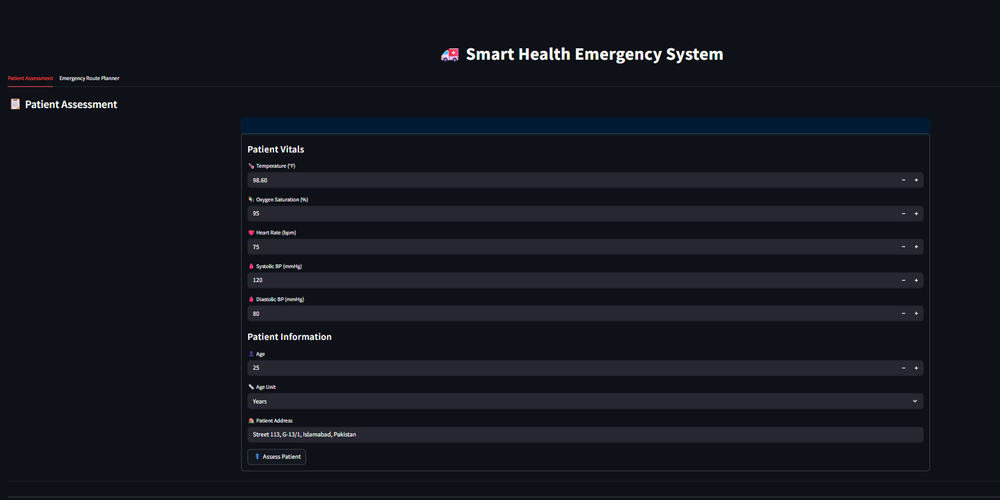 Smart Health Emergency System
Patient Assessment
Emergency Route Planner
Patient Assessment
Patient Vitals
Temperature (°F)
98.60
Oxygen Saturation (%)
95
Heart Rate (bpm)
75
Systolic BP (mmHg)
120
Diastolic BP (mmHg)
80
Patient Information
Age
25
Age Unit
Years
Patient Address
Street 113, G-13/1, Islamabad, Pakistan
Assess Patient